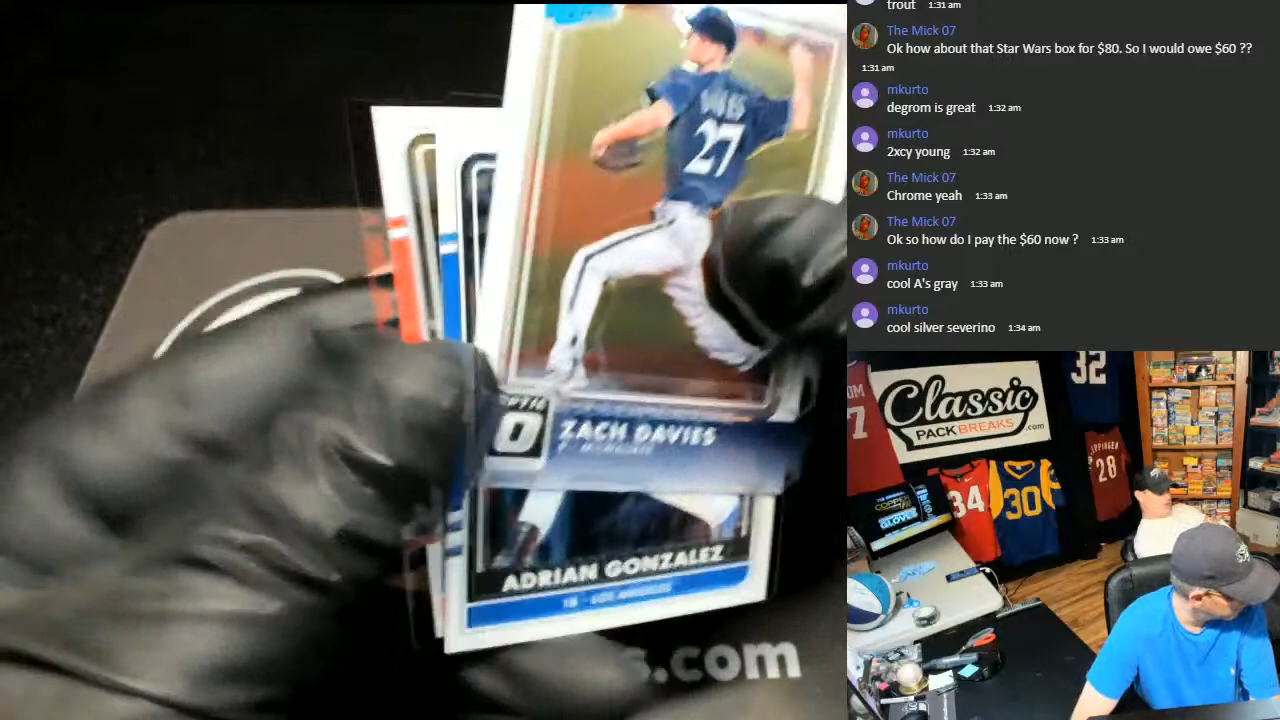 trout 1:31 am
The Mick 07
Ok how about that Star Wars box for $80. So I would owe $60 ??
1:31 am
mkurto
degrom is great 1:32 am
mkurto
2xcy young 1:32 am
The Mick 07
Chrome yeah 1:33 am
The Mick 07
Ok so how do I pay the $60 now ? 1:33 am
mkurto
cool A's gray 1:33 am
mkurto
cool silver severino 1:34 am
27
ZACH DAVIES
ADRIAN GONZALEZ
1B - LOS ANGELES
s.com
Classic
PACK BREAKS.com
32
7
34
30
28
GLOVE